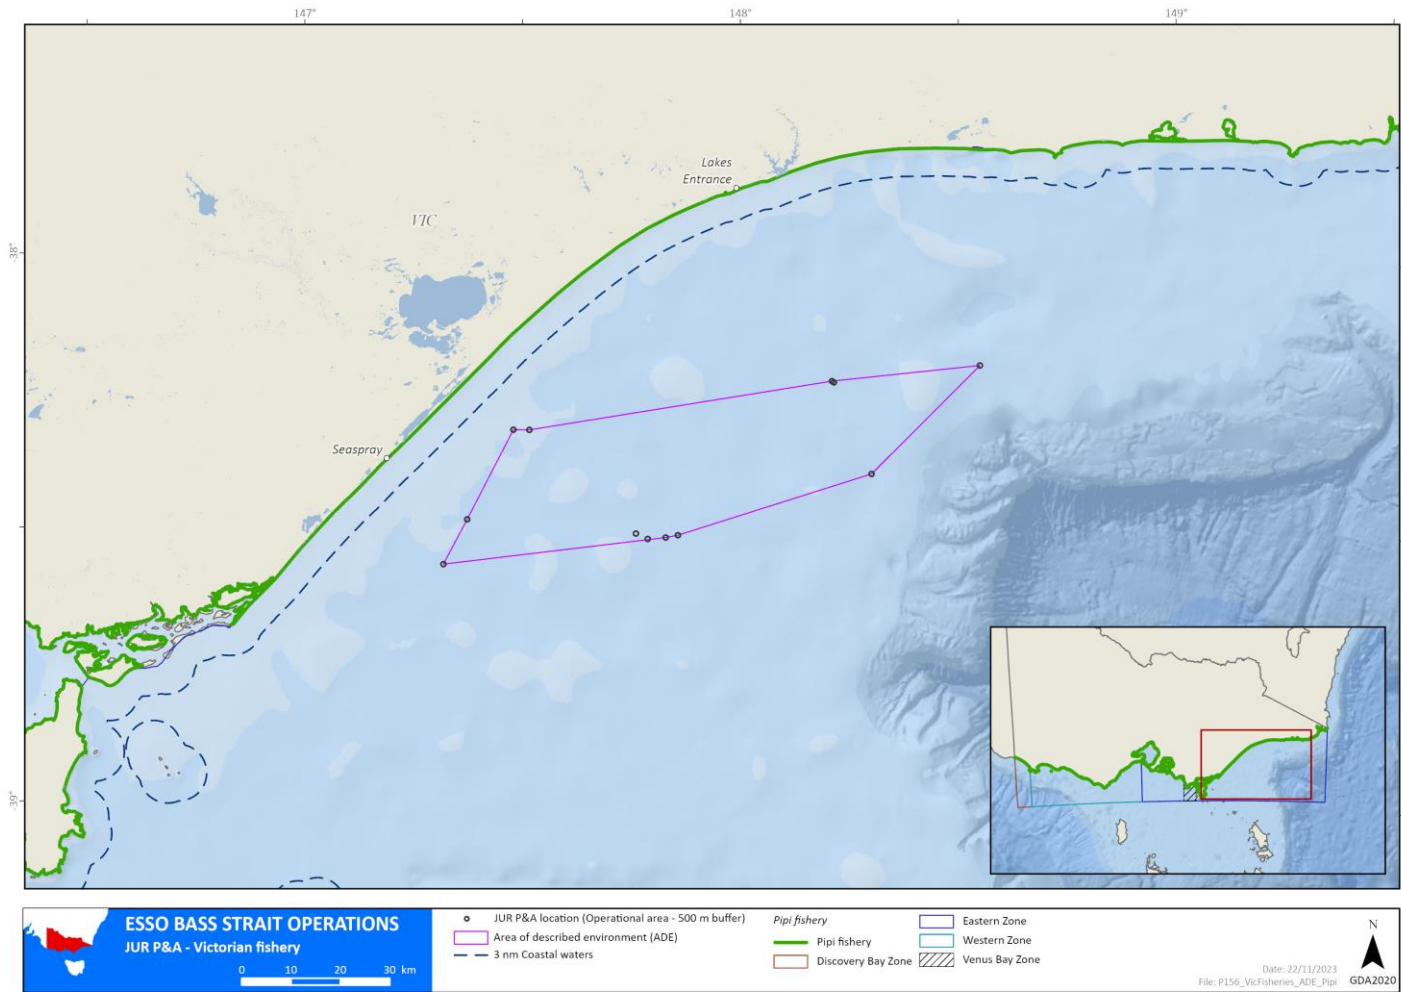 147°
148°
149°
-38°
-39°
Lakes
Entrance
VIC
Seaspray
ESSO BASS STRAIT OPERATIONS
JUR P&A - Victorian fishery
0 10 20 30 km
JUR P&A location (Operational area - 500 m buffer)
Area of described environment (ADE)
3 nm Coastal waters
Pipi fishery
Pipi fishery
Discovery Bay Zone
Eastern Zone
Western Zone
Venus Bay Zone
N
GDA2020
Date: 22/11/2023
File: P156_VicFisheries_ADE_Pipi